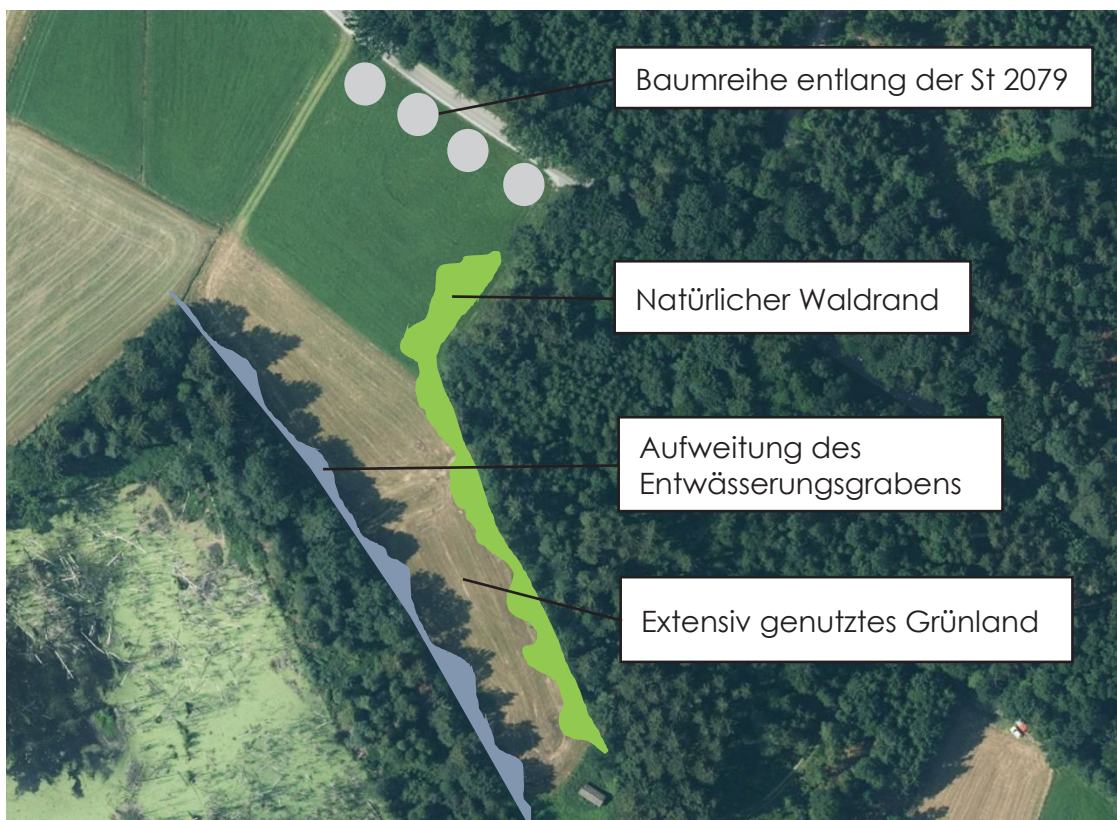 Baumreihe entlang der St 2079
Natürlicher Waldrand
Aufweitung des
Entwässerungsgrabens
Extensiv genutztes Grünland